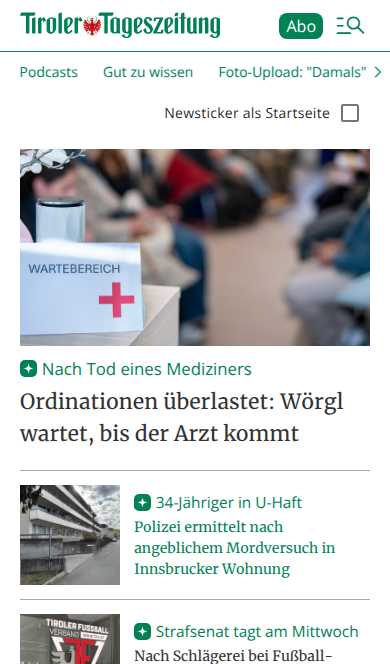 Tiroler Tageszeitung
Abo
Podcasts Gut zu wissen Foto-Upload: "Damals"
Newsticker als Startseite
WARTEBEREICH
Nach Tod eines Mediziners
Ordinationen überlastet: Wörgl
wartet, bis der Arzt kommt
34-Jähriger in U-Haft
Polizei ermittelt nach
angeblichem Mordversuch in
Innsbrucker Wohnung
TIROLER FUSSBALL
VERBAND
Strafsenat tagt am Mittwoch
Nach Schlägerei bei Fußball-